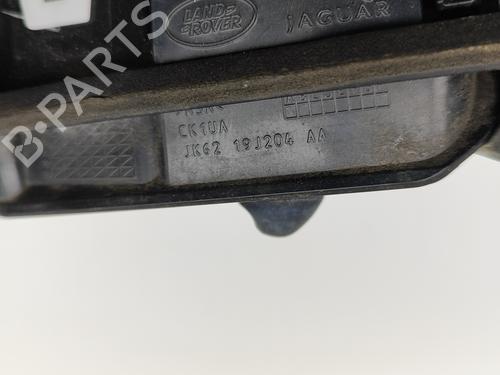 LAND
ROVER
JAGUAR
CK1UA
JK62 19J204 AA
B-PARTS